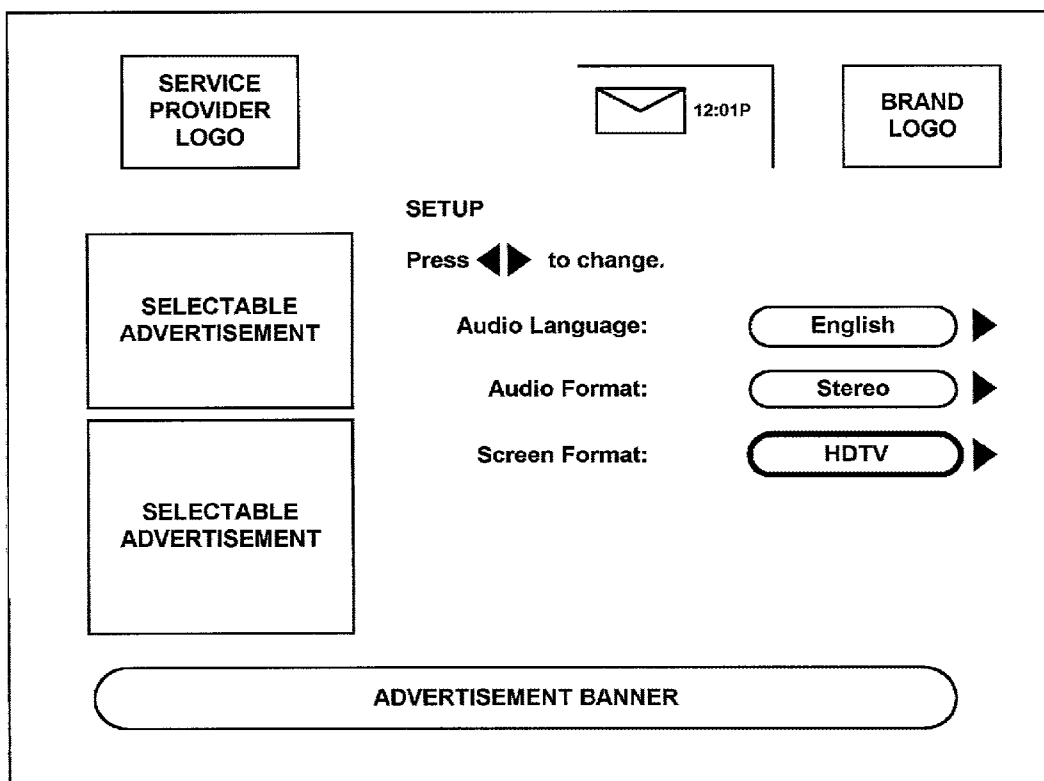 SERVICE
PROVIDER
LOGO
12:01P
BRAND
LOGO
SETUP
Press to change.
SELECTABLE
ADVERTISEMENT
Audio Language: English
Audio Format: Stereo
Screen Format: HDTV
SELECTABLE
ADVERTISEMENT
ADVERTISEMENT BANNER